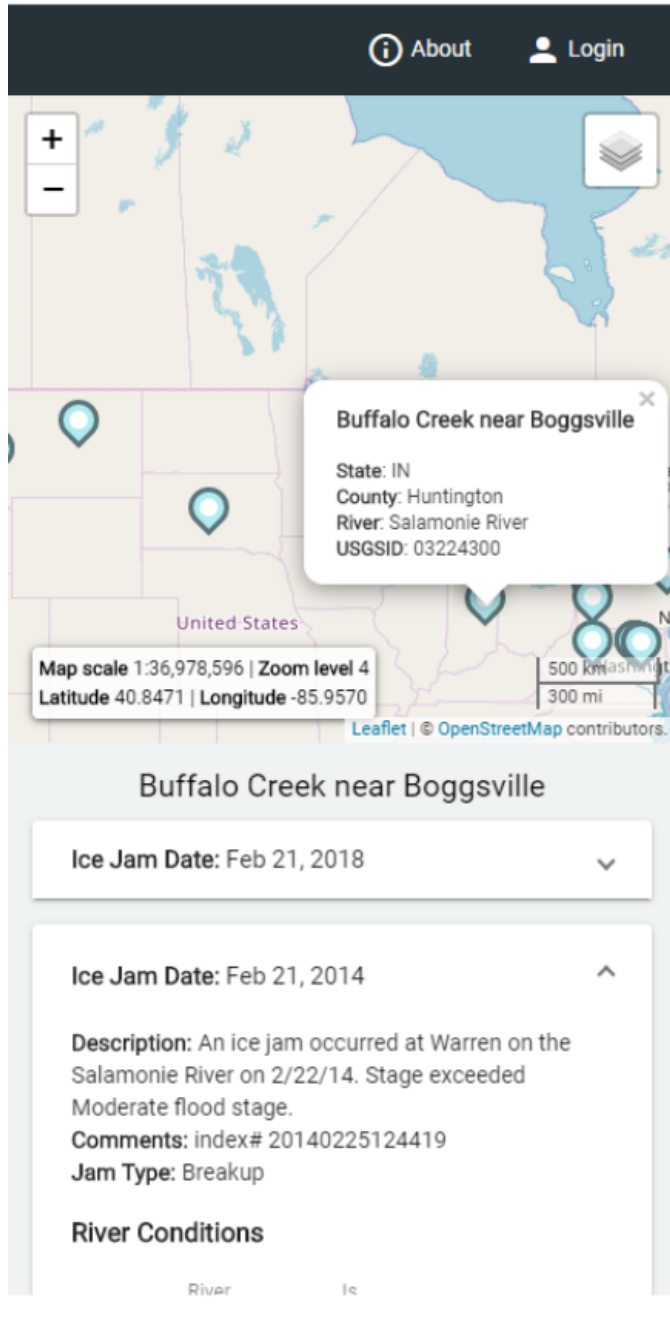 About Login
+
−
Buffalo Creek near Boggsville ×
State: IN
County: Huntington
River: Salamonie River
USGSID: 03224300
United States
N
Map scale 1:36,978,596 | Zoom level 4
Latitude 40.8471 | Longitude -85.9570
500 km
300 mi
Leaflet | © OpenStreetMap contributors.
Buffalo Creek near Boggsville
Ice Jam Date: Feb 21, 2018
Ice Jam Date: Feb 21, 2014
Description: An ice jam occurred at Warren on the
Salamonie River on 2/22/14. Stage exceeded
Moderate flood stage.
Comments: index# 20140225124419
Jam Type: Breakup
River Conditions
River Is